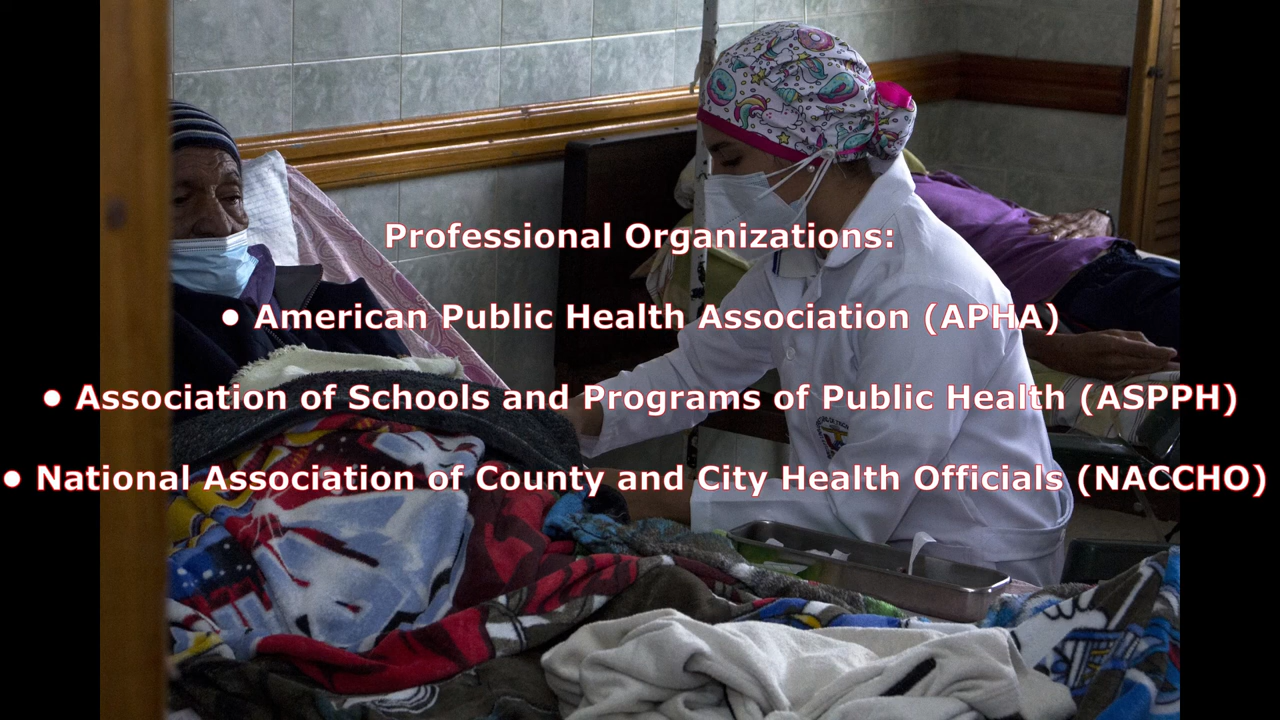 Professional Organizations:
• American Public Health Association (APHA)
• Association of Schools and Programs of Public Health (ASPPH)
• National Association of County and City Health Officials (NACCHO)